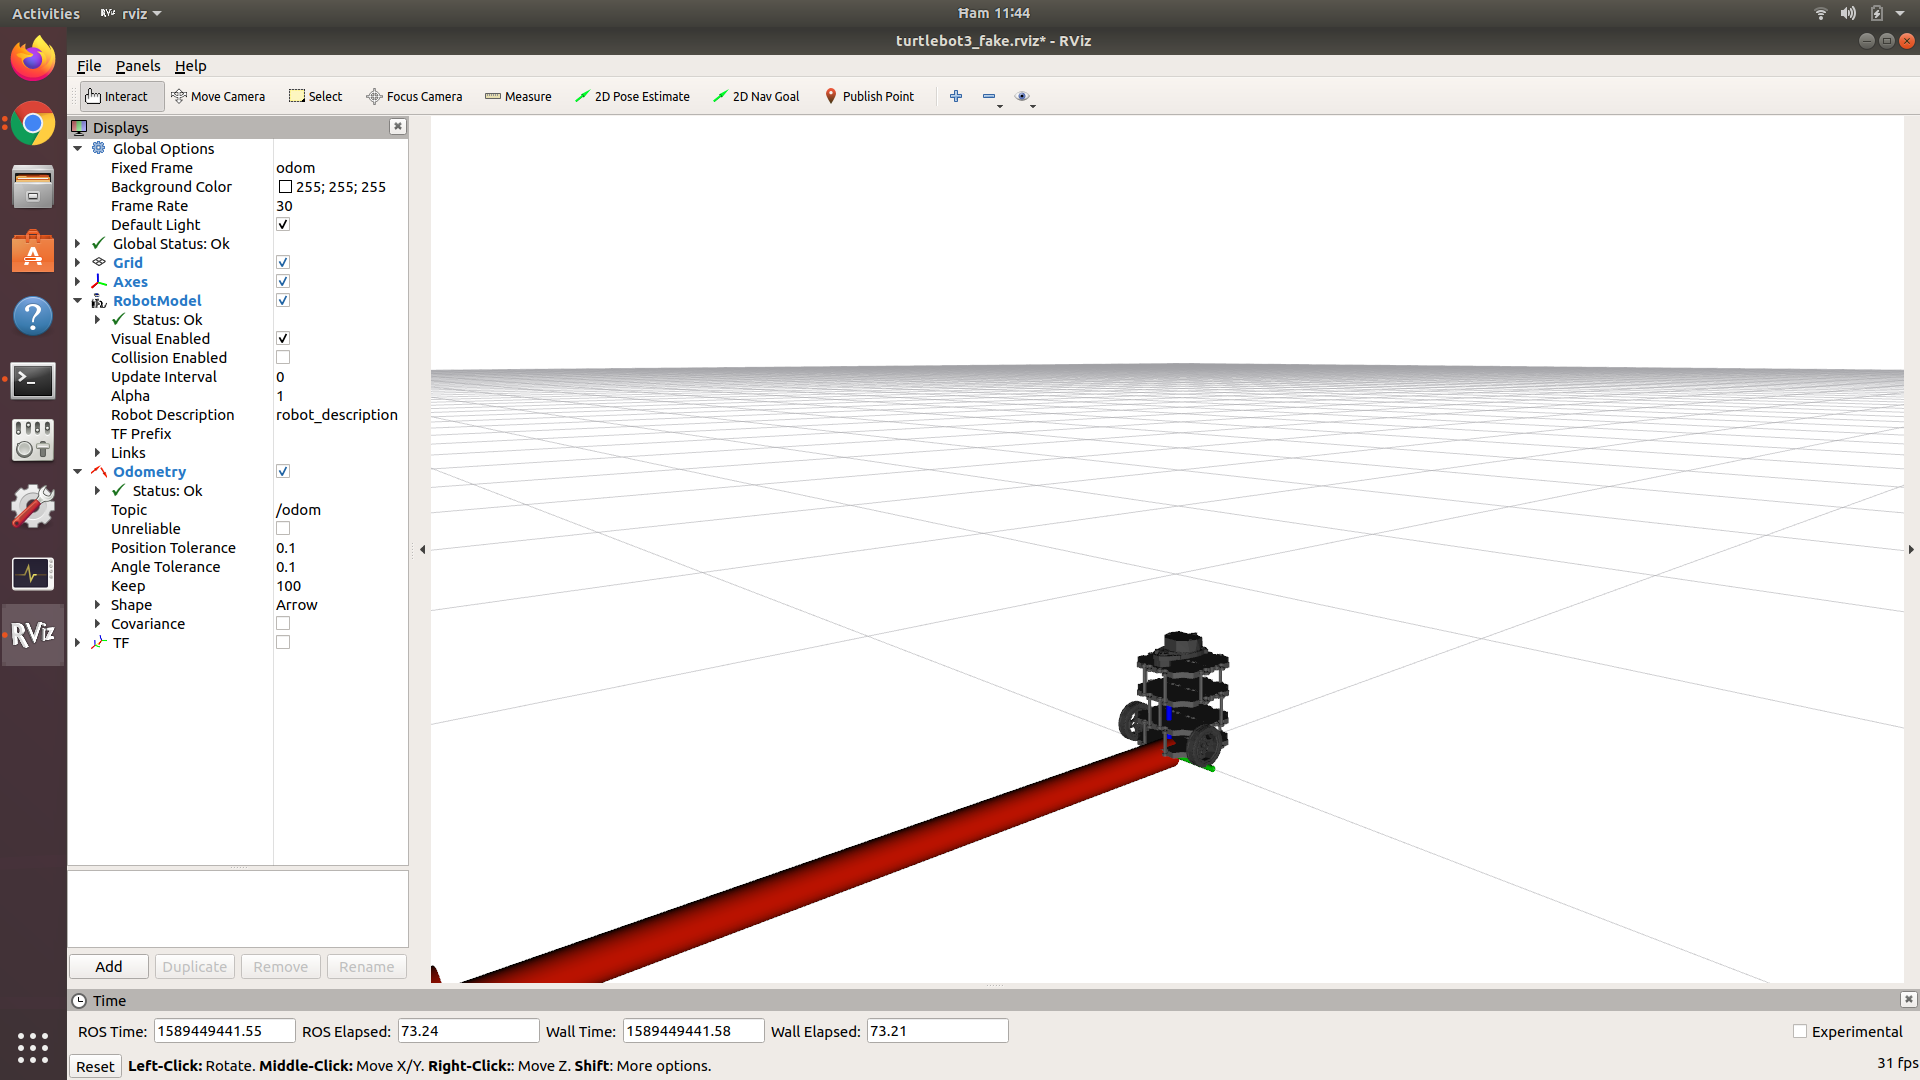 Activities RViz rviz Ħam 11:44
turtlebot3_fake.rviz* - RViz
File Panels Help
Interact Move Camera Select Focus Camera Measure 2D Pose Estimate 2D Nav Goal Publish Point
Displays
Global Options
Fixed Frame odom
Background Color 255; 255; 255
Frame Rate 30
Default Light
Global Status: Ok
Grid
Axes
RobotModel
Status: Ok
Visual Enabled
Collision Enabled
Update Interval 0
Alpha 1
Robot Description robot_description
TF Prefix
Links
Odometry
Status: Ok
Topic /odom
Unreliable
Position Tolerance 0.1
Angle Tolerance 0.1
Keep 100
Shape Arrow
Covariance
TF
RViz
Add Duplicate Remove Rename
Time
ROS Time: 1589449441.55 ROS Elapsed: 73.24 Wall Time: 1589449441.58 Wall Elapsed: 73.21 Experimental
Reset Left-Click: Rotate. Middle-Click: Move X/Y. Right-Click:: Move Z. Shift: More options. 31 fps